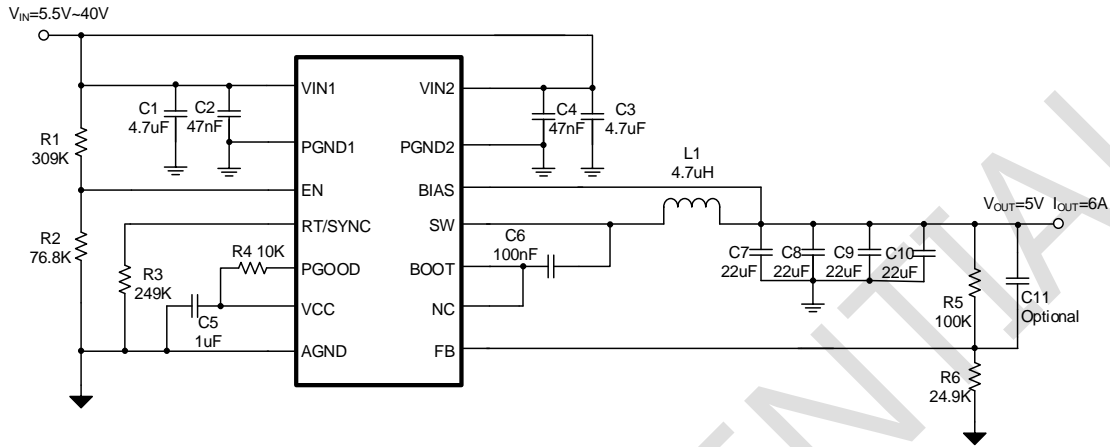 VIN=5.5V~40V
VIN1
VIN2
C1
4.7uF
C2
47nF
C4
47nF
C3
4.7uF
R1
309K
PGND1
PGND2
L1
4.7uH
EN
BIAS
RT/SYNC
SW
VOUT=5V IOUT=6A
R2
76.8K
R4 10K
C6
100nF
C7
22uF
C8
22uF
C9
22uF
C10
22uF
R3
249K
PGOOD
BOOT
R5
100K
C11
Optional
C5
1uF
VCC
NC
AGND
FB
R6
24.9K